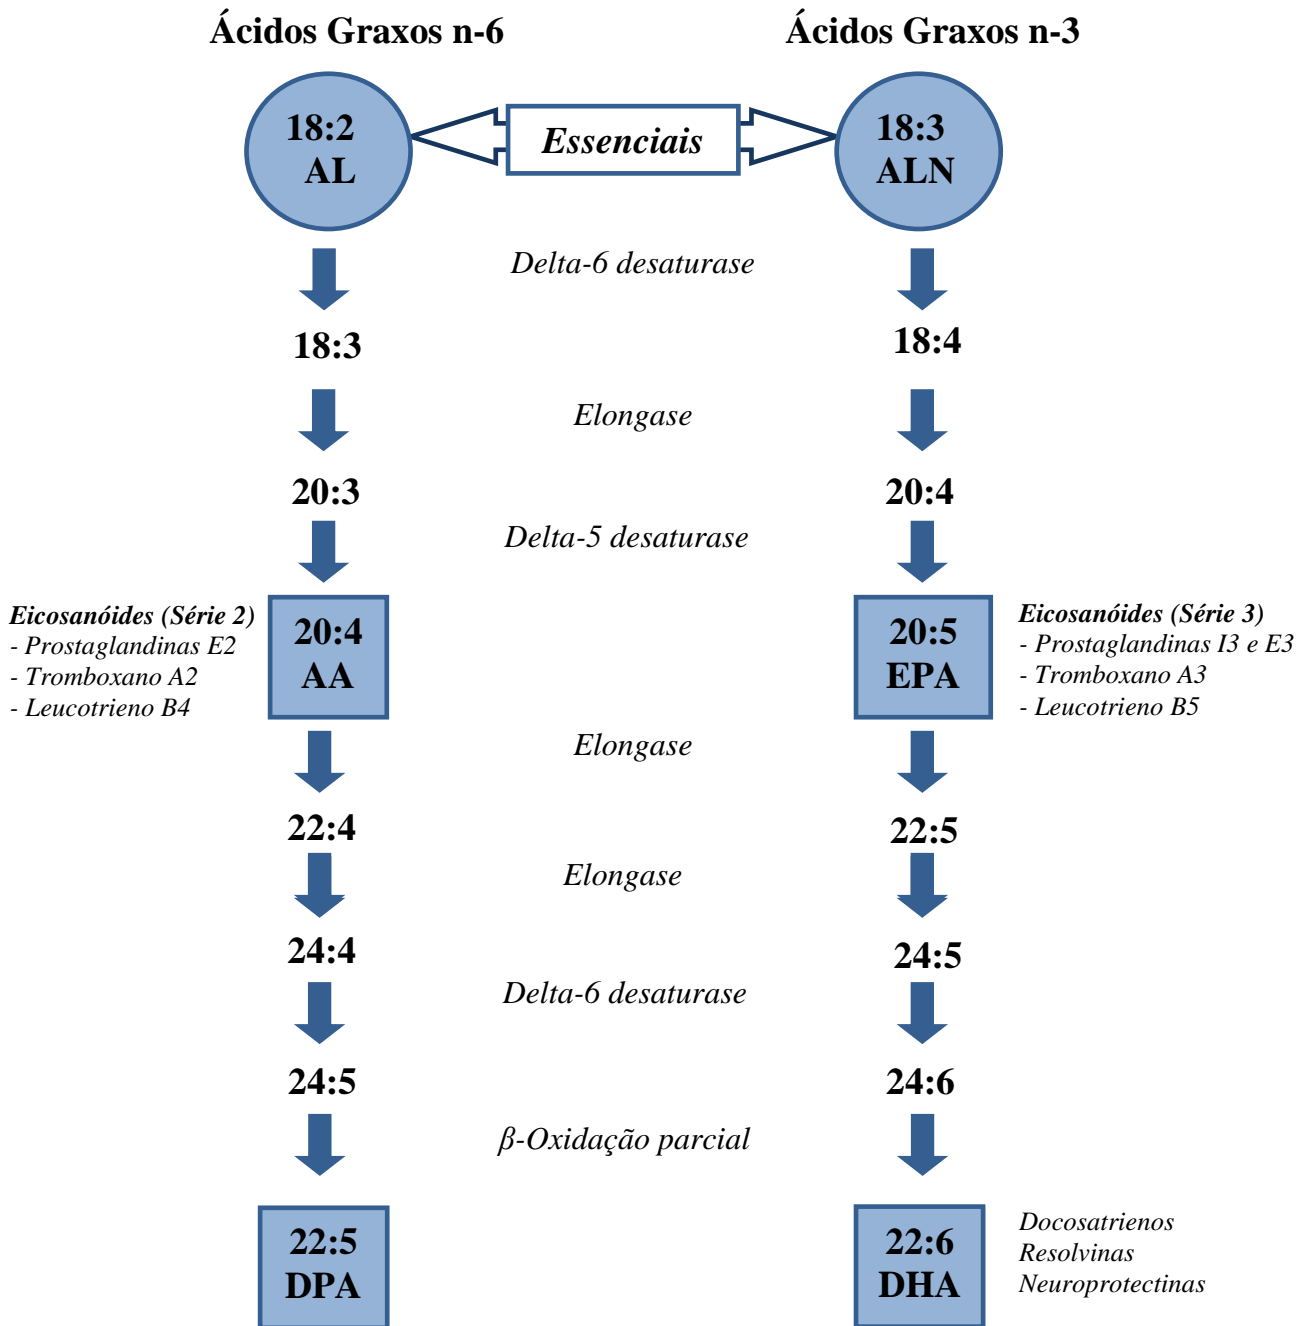 Ácidos Graxos n-6
Ácidos Graxos n-3
18:2
AL
Essenciais
18:3
ALN
Delta-6 desaturase
18:3
18:4
Elongase
20:3
20:4
Delta-5 desaturase
Eicosanóides (Série 2)
- Prostaglandinas E2
- Tromboxano A2
- Leucotrieno B4
20:4
AA
20:5
EPA
Eicosanóides (Série 3)
- Prostaglandinas I3 e E3
- Tromboxano A3
- Leucotrieno B5
Elongase
22:4
22:5
Elongase
24:4
24:5
Delta-6 desaturase
24:5
24:6
β-Oxidação parcial
22:5
DPA
22:6
DHA
Docosatrienos
Resolvinas
Neuroprotectinas